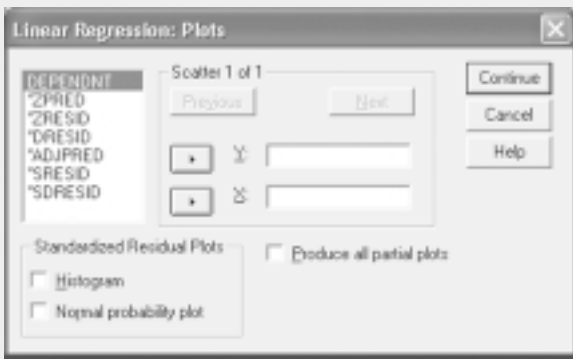 Linear Regression: Plots
DEPENDNT
*ZPRED
*ZRESID
*DRESID
*ADJPRED
*SRESID
*SDRESID
Scatter 1 of 1
Previous
Next
Y:
X:
Continue
Cancel
Help
Standardized Residual Plots
Histogram
Normal probability plot
Produce all partial plots